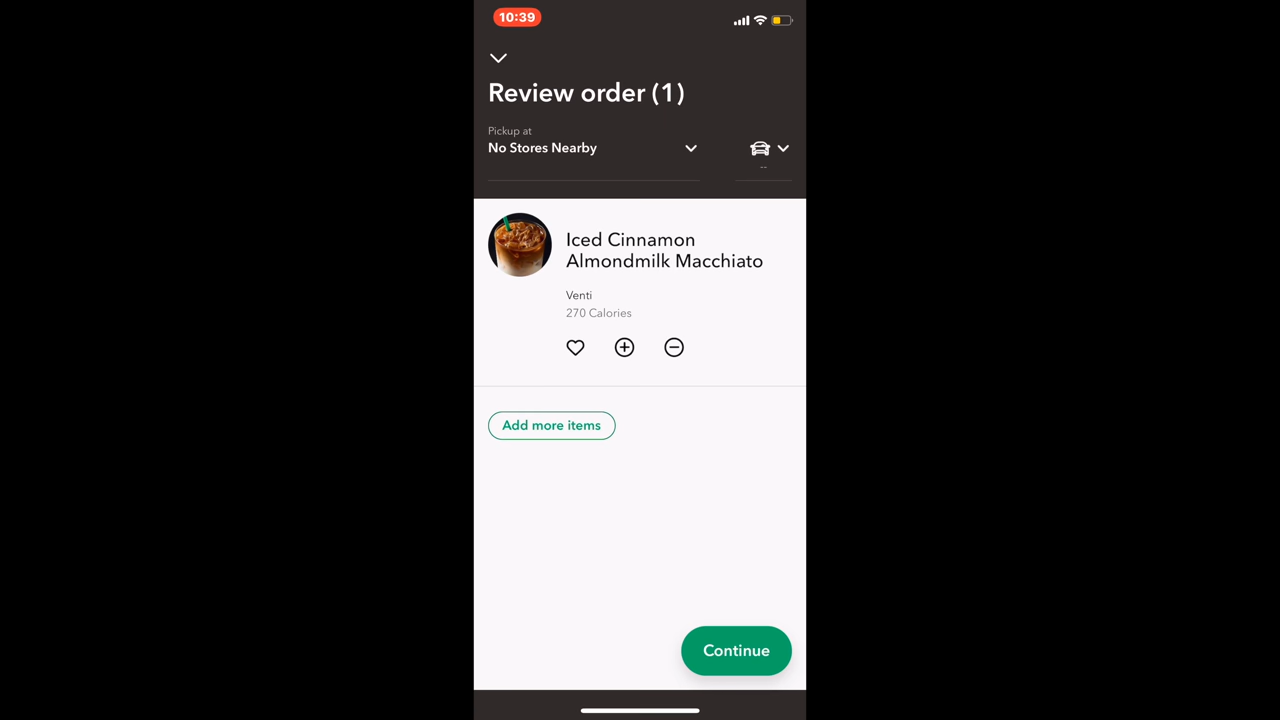 10:39
Review order (1)
Pickup at
No Stores Nearby
--
Iced Cinnamon
Almondmilk Macchiato
Venti
270 Calories
Add more items
Continue